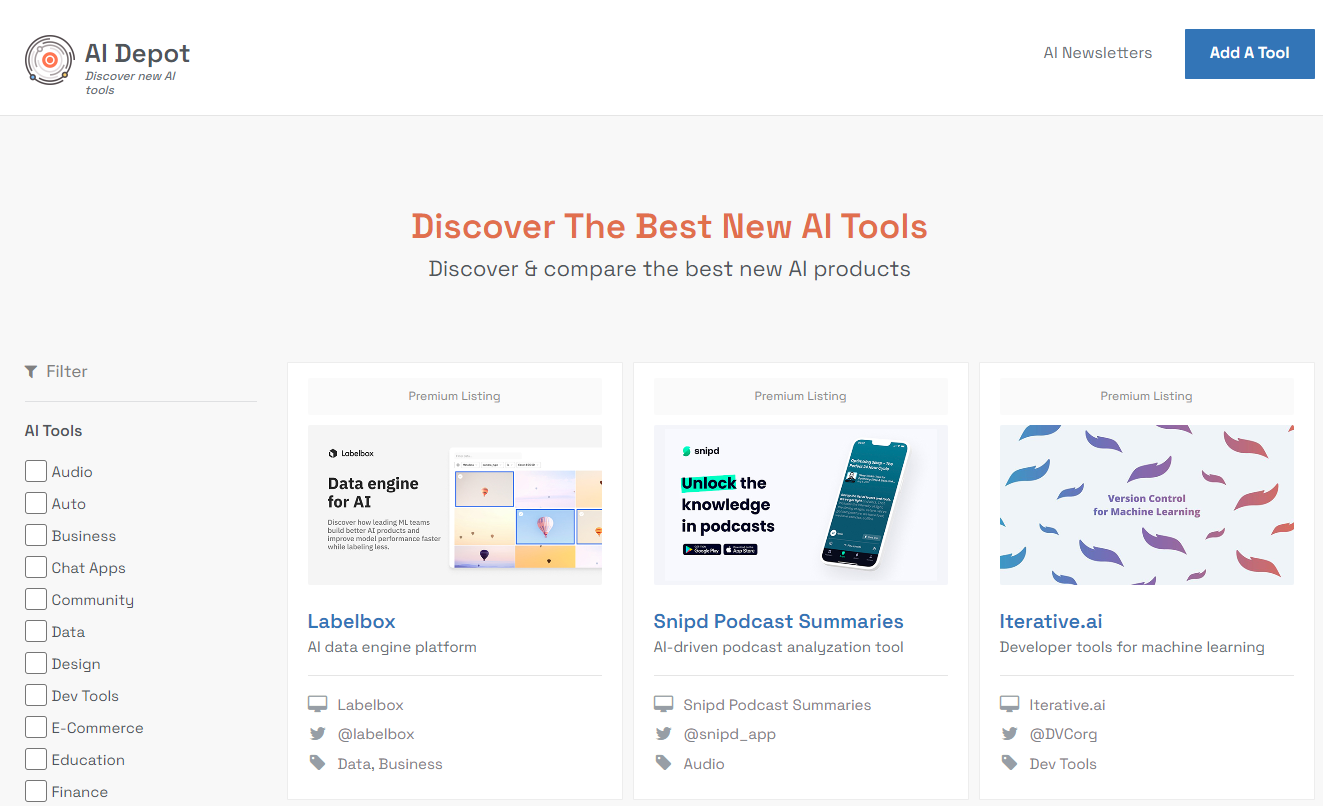 AI Depot
Discover new AI
tools
AI Newsletters
Add A Tool
Discover The Best New AI Tools
Discover & compare the best new AI products
Filter
AI Tools
Audio
Auto
Business
Chat Apps
Community
Data
Design
Dev Tools
E-Commerce
Education
Finance
Premium Listing
Labelbox
Data engine
for AI
Discover how leading ML teams
build better AI products and
improve model performance faster
while labeling less.
Labelbox
AI data engine platform
Labelbox
@labelbox
Data, Business
Premium Listing
snipd
Unlock the
knowledge
in podcasts
Google Play
App Store
Snipd Podcast Summaries
AI-driven podcast analyzation tool
Snipd Podcast Summaries
@snipd_app
Audio
Premium Listing
Version Control
for Machine Learning
Iterative.ai
Developer tools for machine learning
Iterative.ai
@DVCorg
Dev Tools